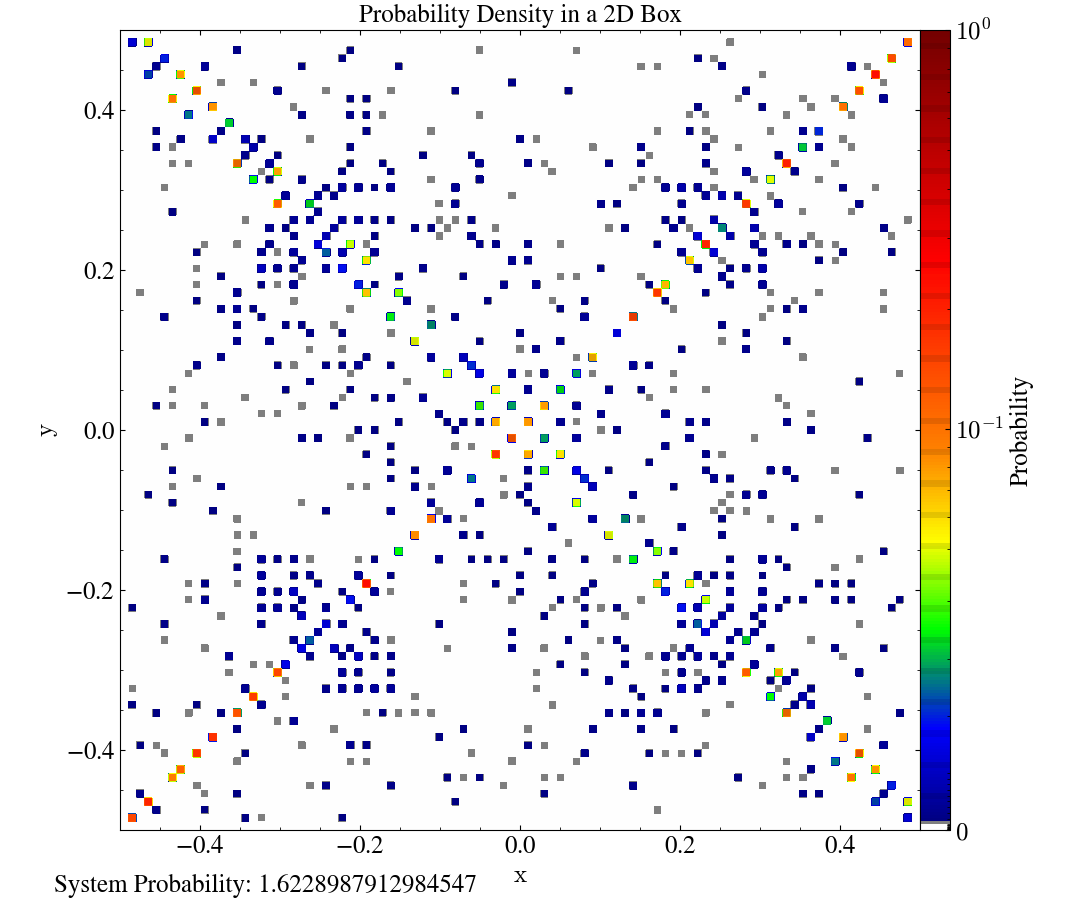 Probability Density in a 2D Box
10^0
0.4
0.2
y
0.0
10^−1
Probability
−0.2
−0.4
0
−0.4 −0.2 0.0 0.2 0.4
x
System Probability: 1.6228987912984547